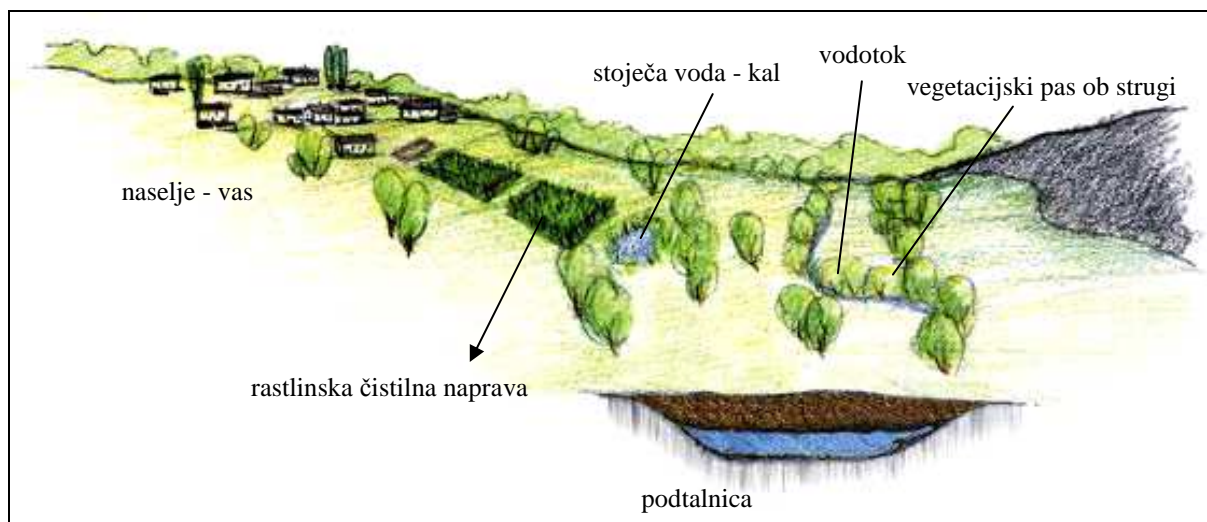 vodotok
stoječa voda - kal
vegetacijski pas ob strugi
naselje - vas
rastlinska čistilna naprava
podtalnica